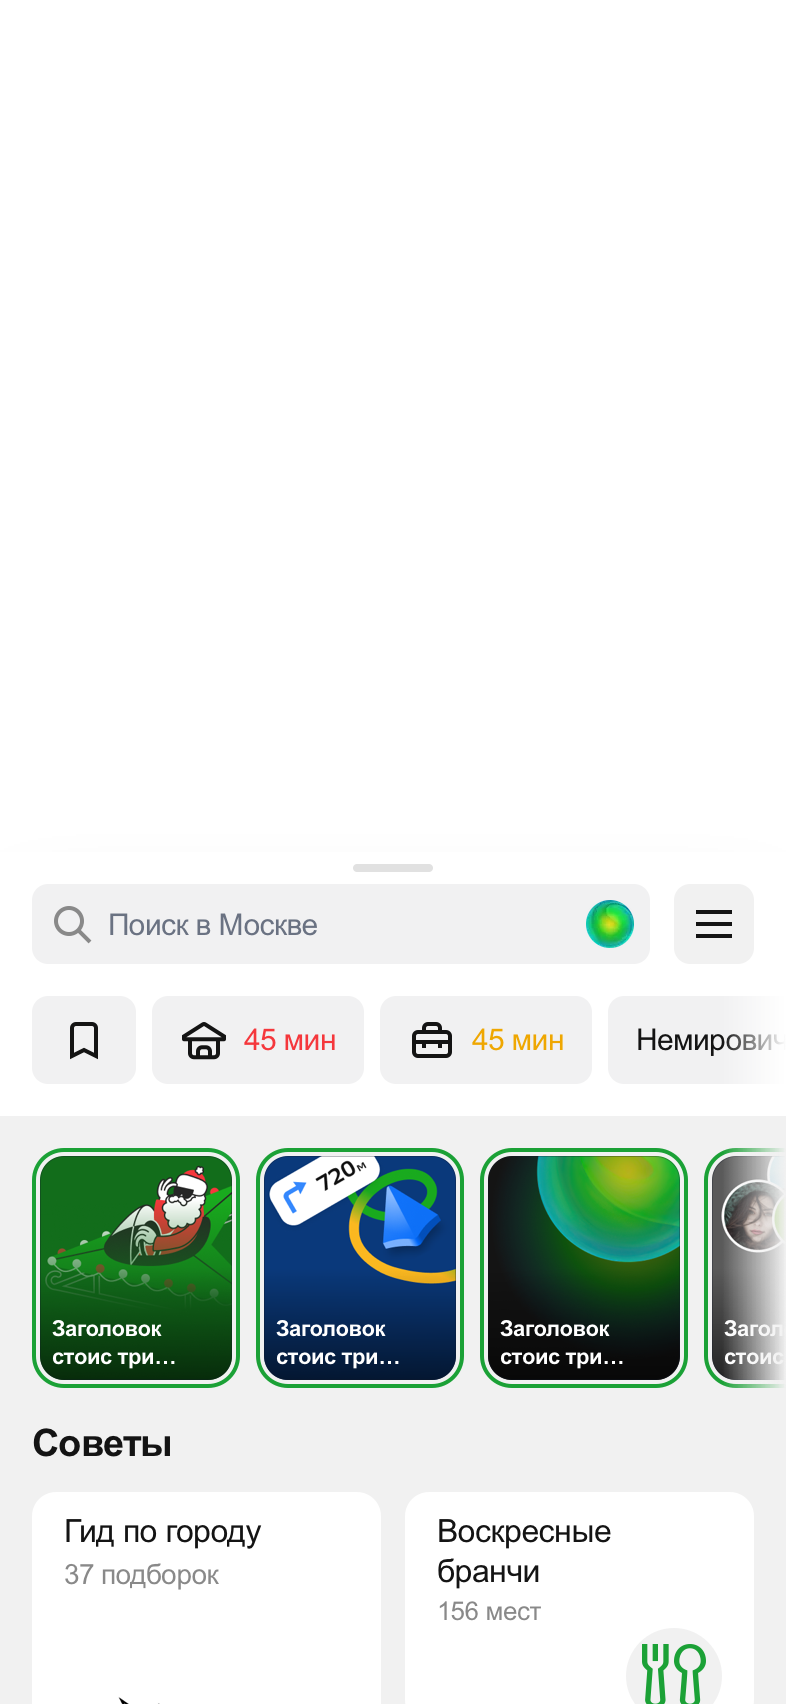 Поиск в Москве
45 мин
45 мин
Немирович
720м
Заголовок
стоис три...
Заголовок
стоис три...
Заголовок
стоис три...
Загол
стоис
Советы
Гид по городу
37 подборок
Воскресные
бранчи
156 мест